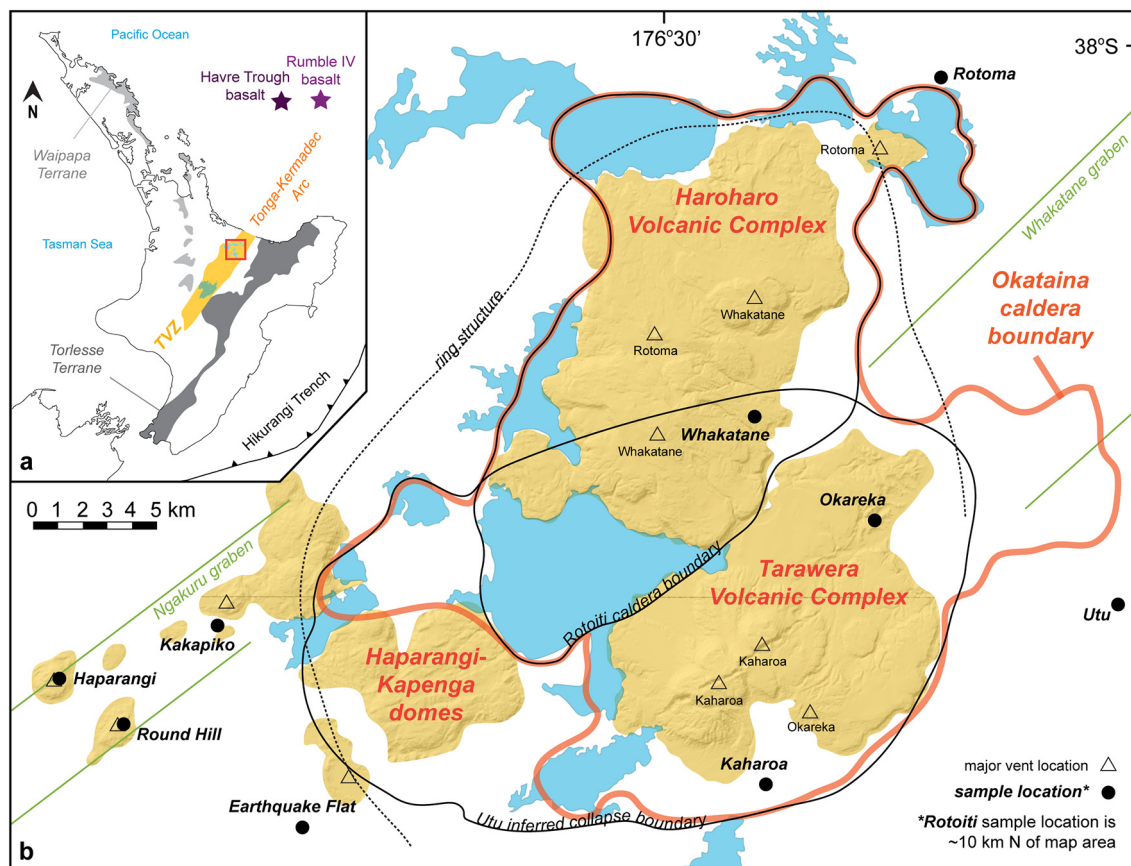 Pacific Ocean
Havre Trough
basalt
Rumble IV
basalt
N
Waipapa
Terrane
Tonga-Kermadec
Arc
Tasman Sea
TVZ
Torlesse
Terrane
Hikurangi Trench
a
176°30'
38°S
Rotoma
Rotoma
Whakatane graben
Haroharo
Volcanic Complex
Okataina
caldera
boundary
ring structure
Whakatane
Rotoma
Whakatane
Whakatane
0 1 2 3 4 5 km
Okareka
Ngakuru graben
Rotoiti caldera boundary
Tarawera
Volcanic Complex
Utu
Kakapiko
Haparangi
Haparangi-
Kapenga
domes
Kaharoa
Kaharoa
Okareka
Round Hill
Kaharoa
Earthquake Flat
Utu inferred collapse boundary
major vent location
sample location*
*Rotoiti sample location is
~10 km N of map area
b